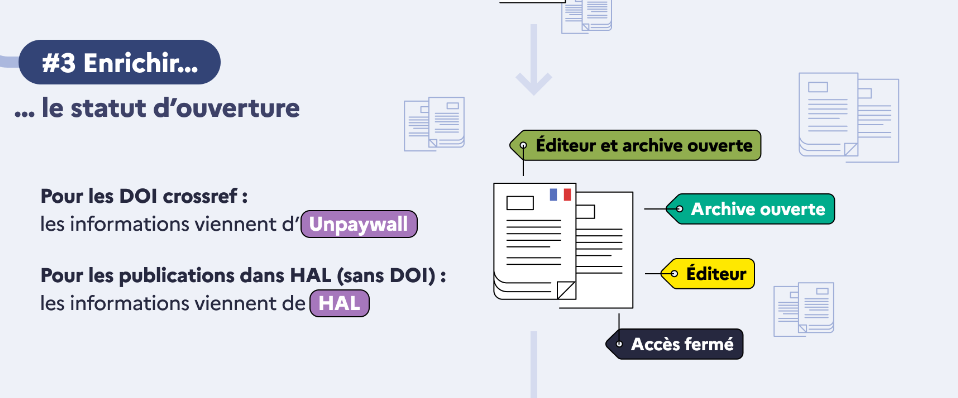 #3 Enrichir...
... le statut d'ouverture
Pour les DOI crossref :
les informations viennent d' Unpaywall
Pour les publications dans HAL (sans DOI) :
les informations viennent de HAL
Éditeur et archive ouverte
Archive ouverte
Éditeur
Accès fermé